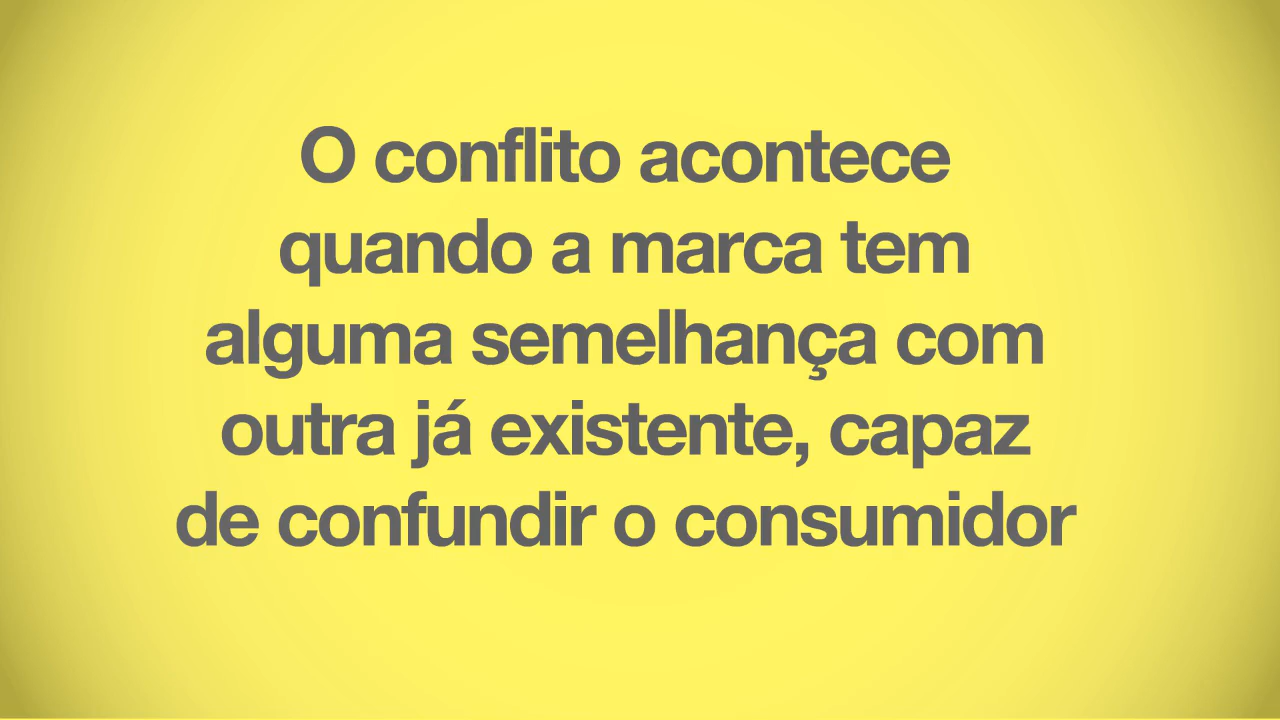 O conflito acontece
quando a marca tem
alguma semelhança com
outra já existente, capaz
de confundir o consumidor